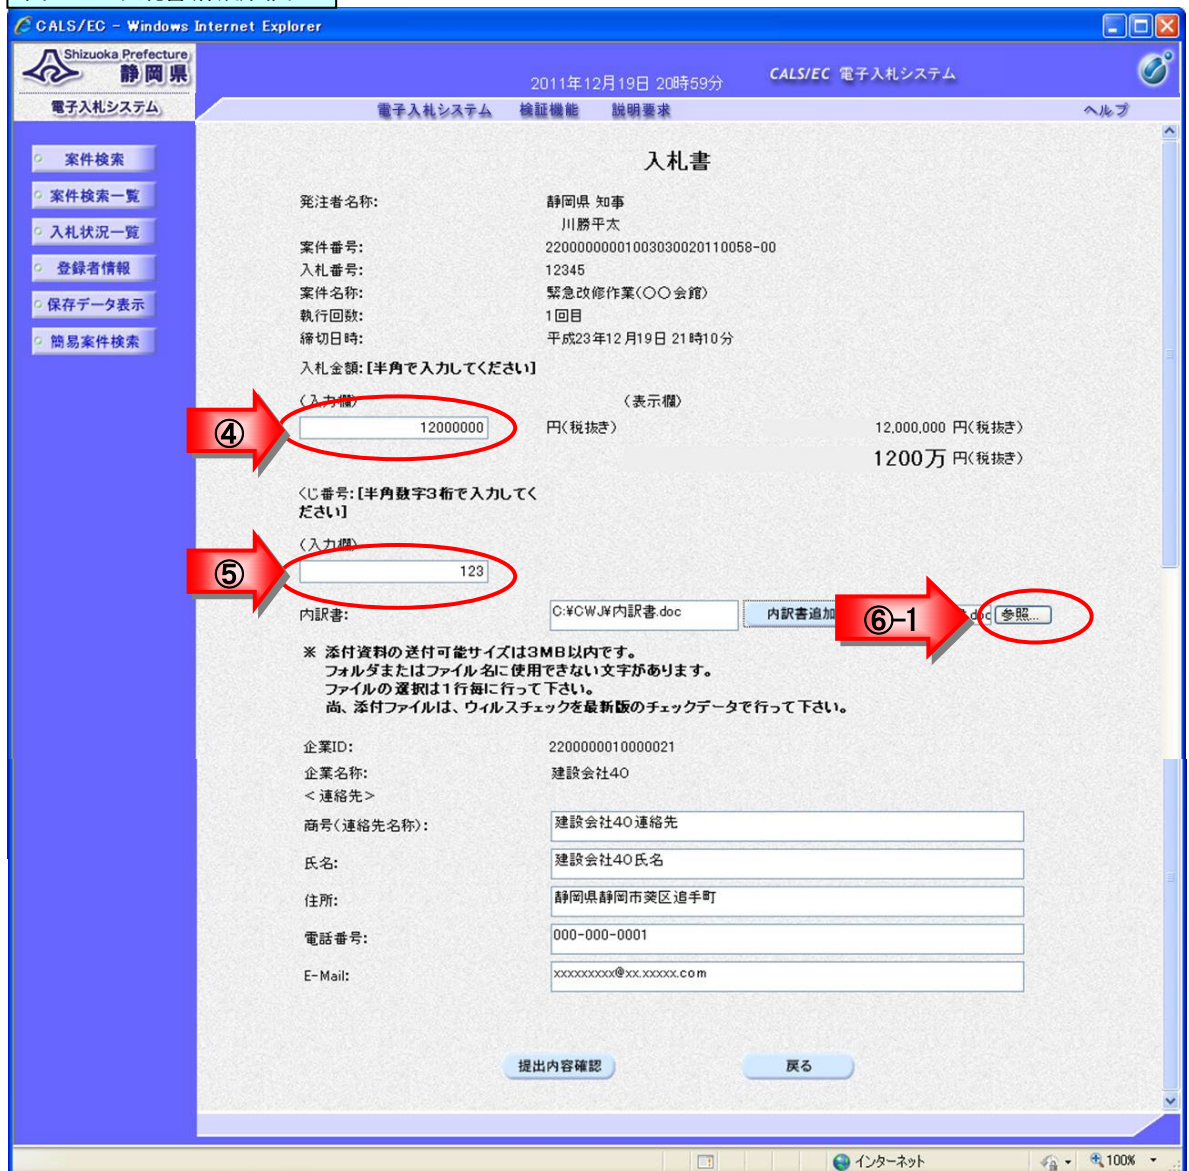 CALS/EC - Windows Internet Explorer
Shizuoka Prefecture
静岡県
2011年12月19日 20時59分
CALS/EC 電子入札システム
電子入札システム
電子入札システム 検証機能 説明要求
ヘルプ
案件検索
案件検索一覧
入札状況一覧
登録者情報
保存データ表示
簡易案件検索
入札書
発注者名称: 静岡県 知事
川勝平太
案件番号: 2200000000100303002011005​8-00
入札番号: 12345
案件名称: 緊急改修作業(〇〇会館)
執行回数: 1回目
締切日時: 平成23年12月19日 21時10分
入札金額:[半角で入力してください]
〈入力欄〉 〈表示欄〉
④ 12000000 円(税抜き) 12,000,000 円(税抜き)
1200万 円(税抜き)
くじ番号:[半角数字3桁で入力してく
ださい]
〈入力欄〉
⑤ 123
内訳書: C:¥CWJ¥内訳書.doc 内訳書追加 ⑥-1 doc 参照...
※ 添付資料の送付可能サイズは3MB以内です。
フォルダまたはファイル名に使用できない文字があります。
ファイルの選択は1行毎に行って下さい。
尚、添付ファイルは、ウィルスチェックを最新版のチェックデータで行って下さい。
企業ID: 2200000010000021
企業名称: 建設会社40
<連絡先>
商号(連絡先名称): 建設会社40連絡先
氏名: 建設会社40氏名
住所: 静岡県静岡市葵区追手町
電話番号: 000-000-0001
E-Mail: xxxxxxxxx@xx.xxxxx.com
提出内容確認 戻る
インターネット 100%